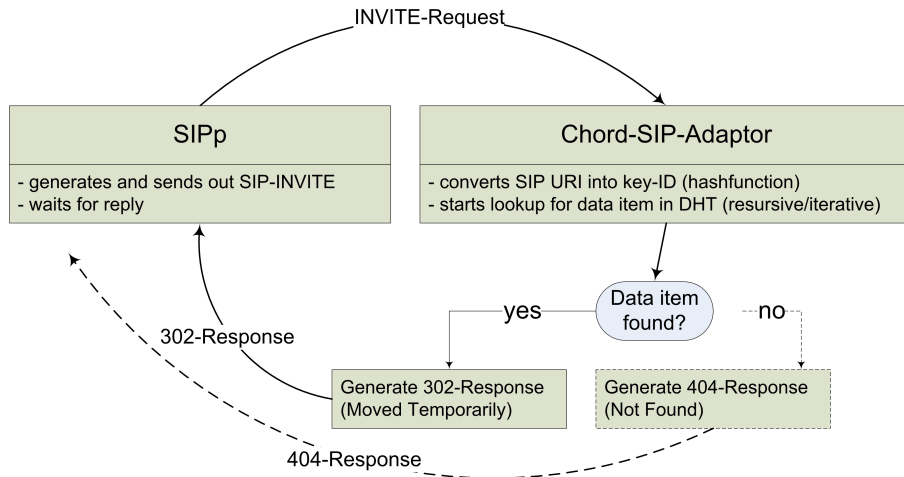 INVITE-Request
SIPp
- generates and sends out SIP-INVITE
- waits for reply
Chord-SIP-Adaptor
- converts SIP URI into key-ID (hashfunction)
- starts lookup for data item in DHT (resursive/iterative)
Data item
found?
yes
no
302-Response
Generate 302-Response
(Moved Temporarily)
Generate 404-Response
(Not Found)
404-Response